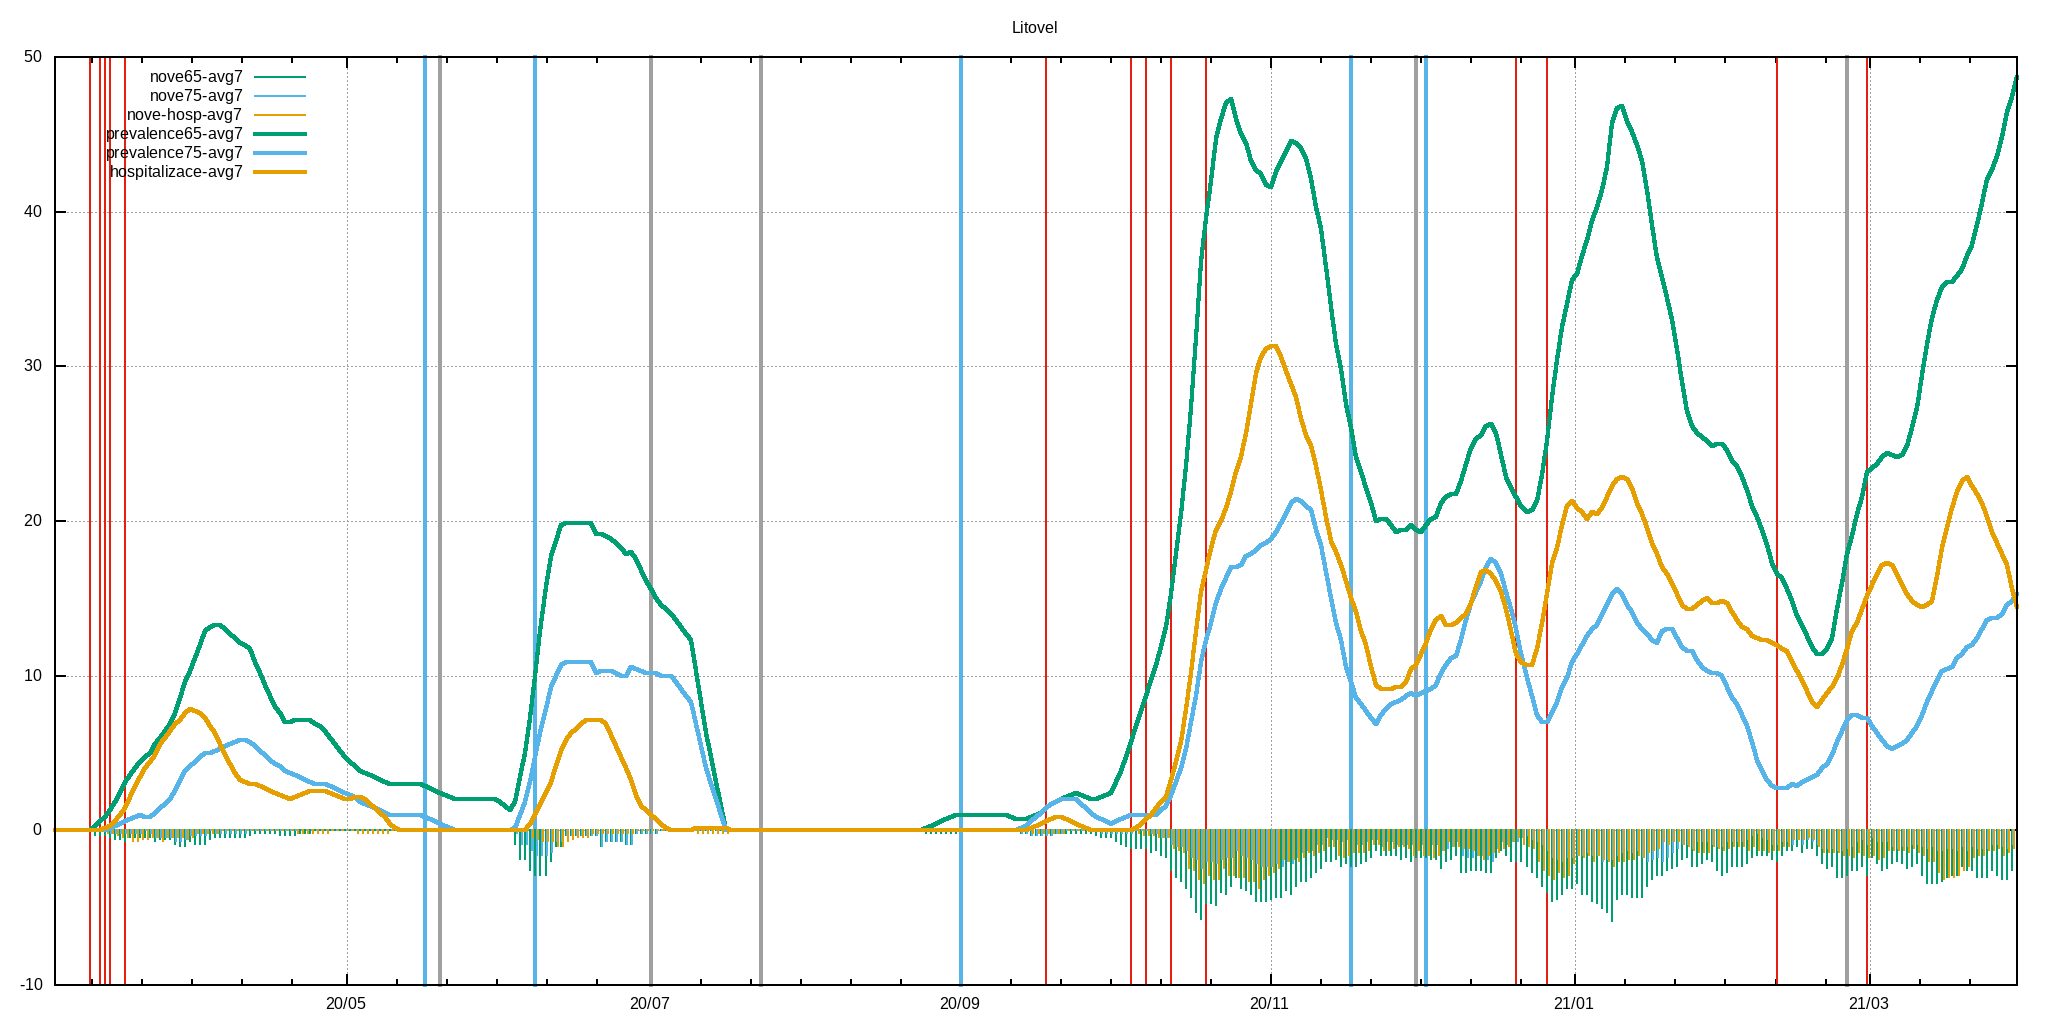 Litovel
50
nove65-avg7
nove75-avg7
nove-hosp-avg7
prevalence65-avg7
prevalence75-avg7
hospitalizace-avg7
40
30
20
10
0
-10
20/05 20/07 20/09 20/11 21/01 21/03